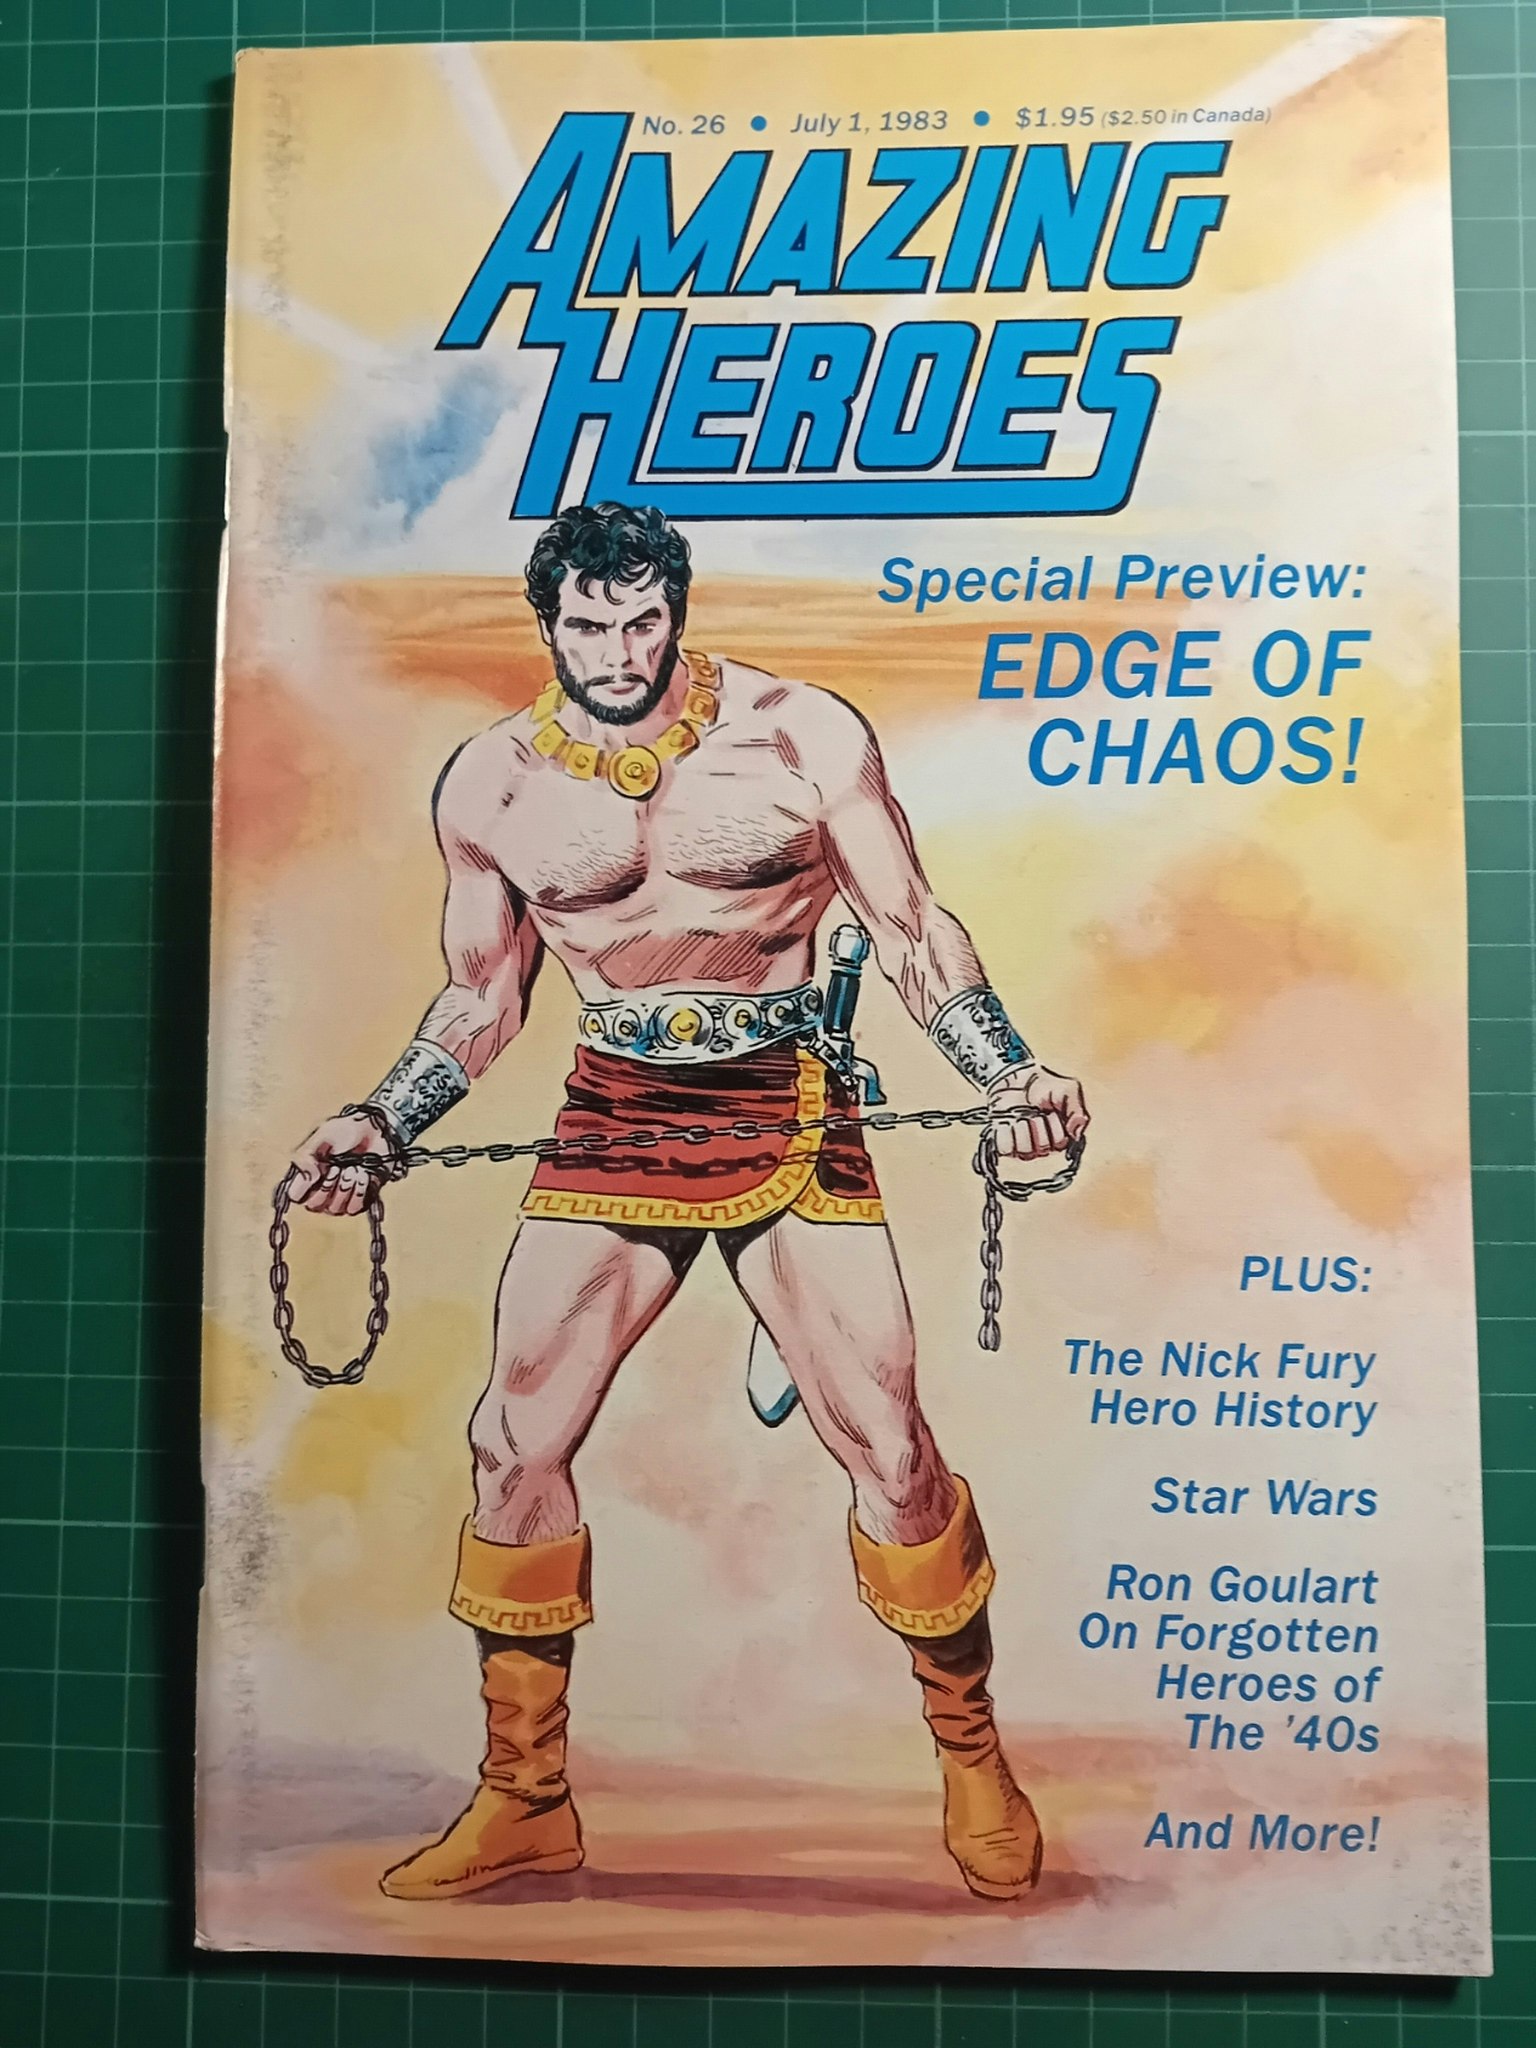 No. 26 • July 1, 1983 • $1.95 ($2.50 in Canada)
AMAZING
HEROES
Special Preview:
EDGE OF
CHAOS!
PLUS:
The Nick Fury
Hero History
Star Wars
Ron Goulart
On Forgotten
Heroes of
The ’40s
And More!